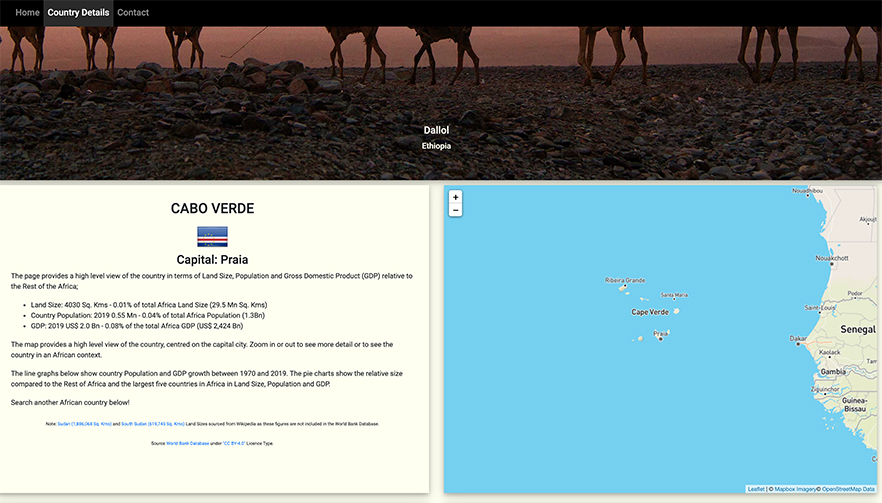 Home Country Details Contact
Dallol
Ethiopia
CABO VERDE
Capital: Praia
The page provides a high level view of the country in terms of Land Size, Population and Gross Domestic Product (GDP) relative to
the Rest of the Africa;
Land Size: 4030 Sq. Kms - 0.01% of total Africa Land Size (29.5 Mn Sq. Kms)
Country Population: 2019 0.55 Mn - 0.04% of total Africa Population (1.3Bn)
GDP: 2019 US$ 2.0 Bn - 0.08% of the total Africa GDP (US$ 2,424 Bn)
The map provides a high level view of the country, centred on the capital city. Zoom in or out to see more detail or to see the
country in an African context.
The line graphs below show country Population and GDP growth between 1970 and 2019. The pie charts show the relative size
compared to the Rest of Africa and the largest five countries in Africa in Land Size, Population and GDP.
Search another African country below!
Note: Sudan (1,886,068 Sq. Kms) and South Sudan (619,745 Sq. Kms) Land Sizes sourced from Wikipedia as these figures are not included in the World Bank Database.
Source World Bank Database under "CC BY-4.0" Licence Type.
+
−
Nouadhibou
Akjoujt
Nouakchott
Ribeira Grande
Santa Maria
Podor
Cape Verde
Saint-Louis
Praia
Senegal
Dakar
Kaolack
Tam
Gambia
Ziguinchor
Guinea-
Bissau
Leaflet | © Mapbox Imagery© OpenStreetMap Data